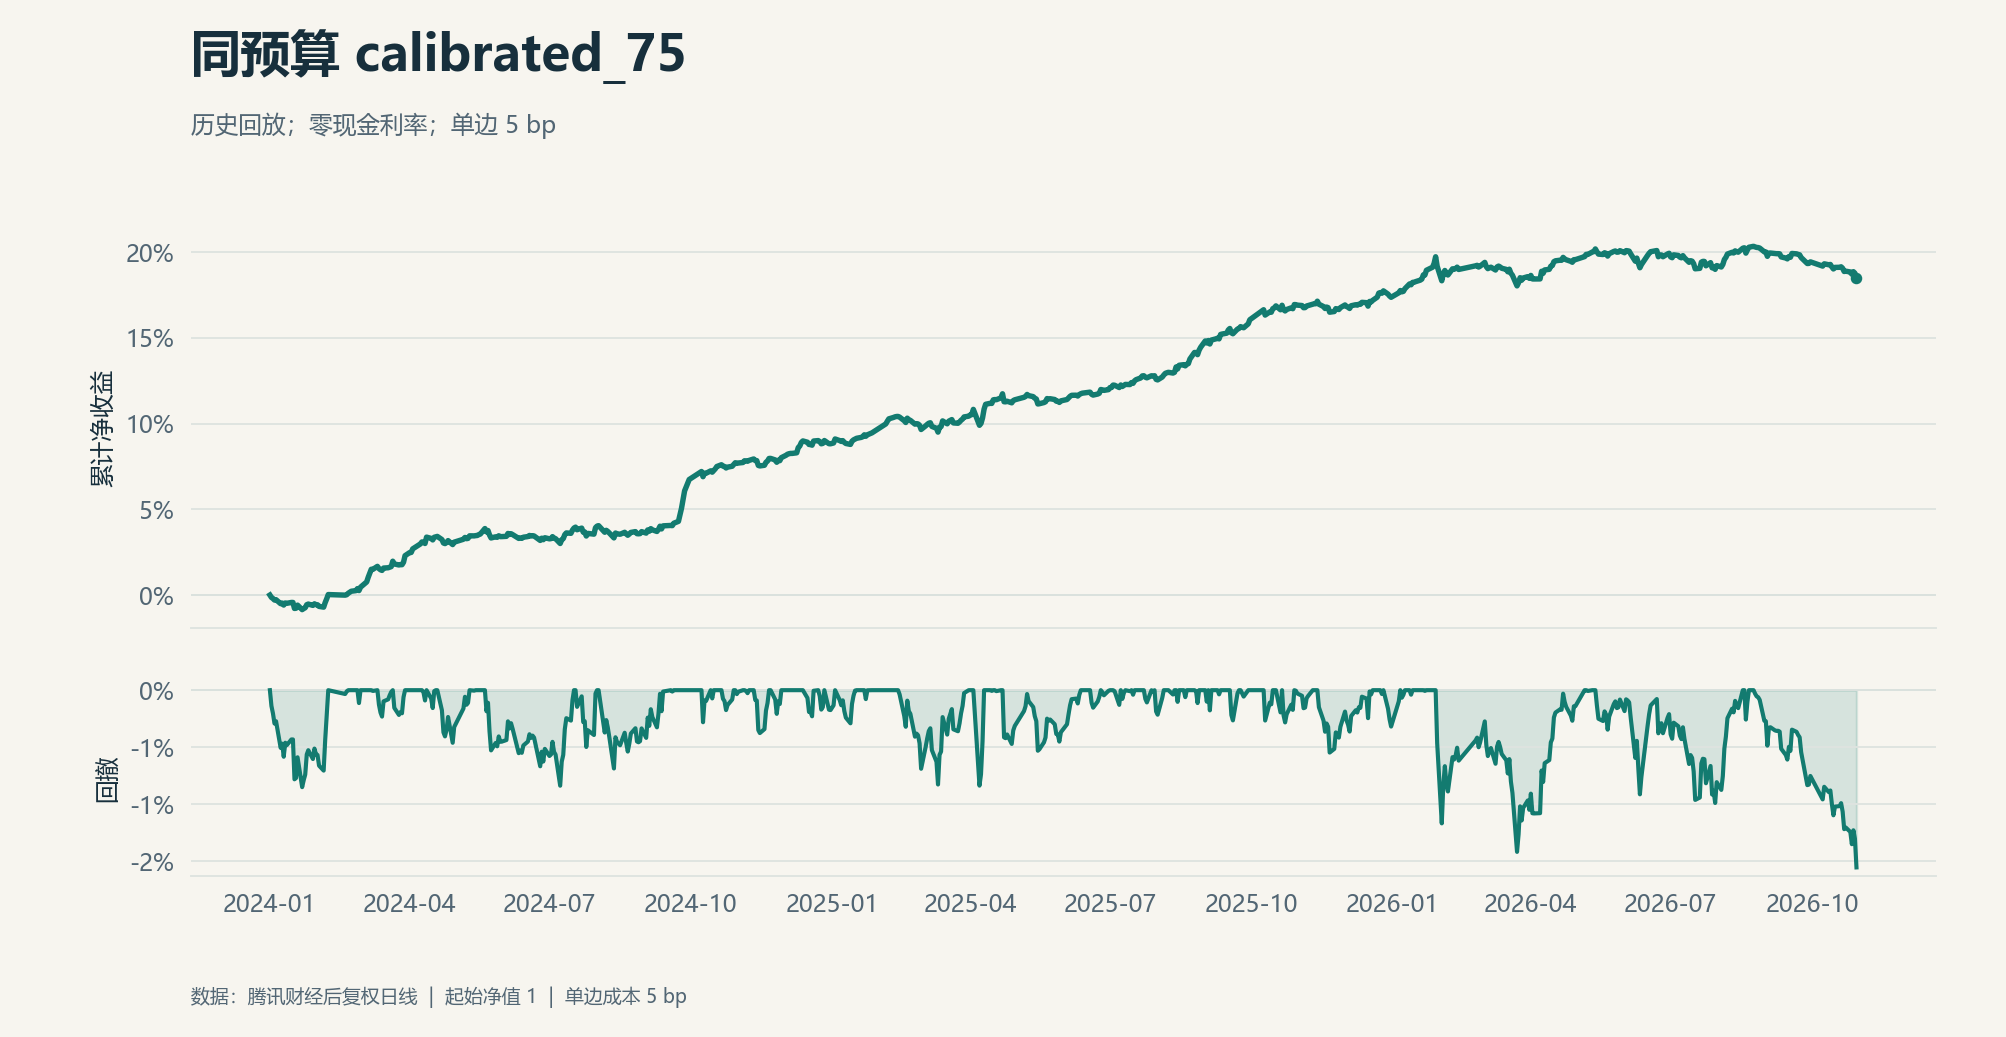 同预算 calibrated_75
历史回放；零现金利率；单边 5 bp
累计净收益
20%
15%
10%
5%
0%
回撤
0%
-1%
-1%
-2%
2024-01 2024-04 2024-07 2024-10 2025-01 2025-04 2025-07 2025-10 2026-01 2026-04 2026-07 2026-10
数据：腾讯财经后复权日线 | 起始净值 1 | 单边成本 5 bp